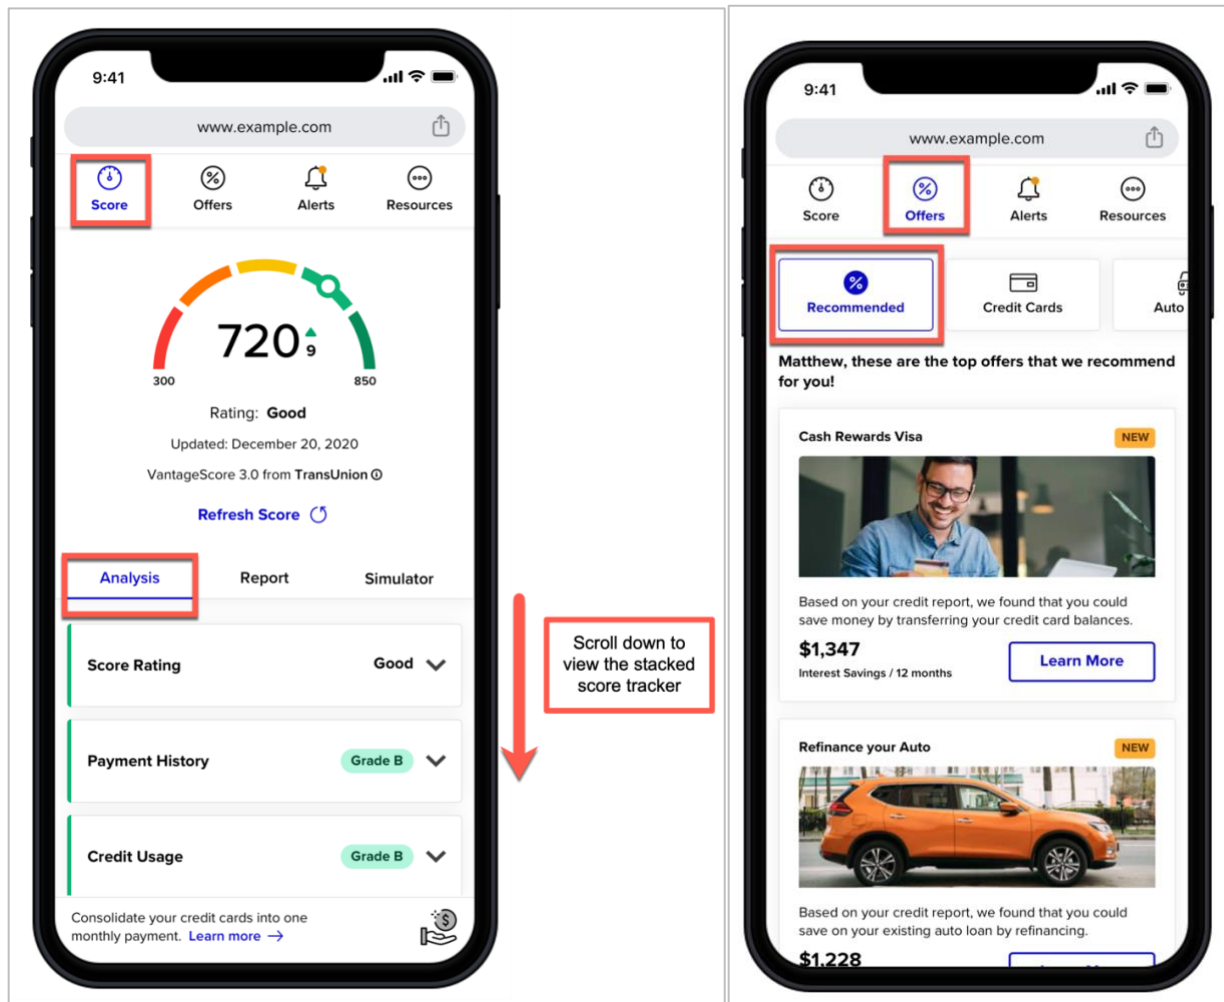 9:41
www.example.com
Score Offers Alerts Resources
720 9
300 850
Rating: Good
Updated: December 20, 2020
VantageScore 3.0 from TransUnion
Refresh Score
Analysis Report Simulator
Score Rating Good
Payment History Grade B
Credit Usage Grade B
Consolidate your credit cards into one
monthly payment. Learn more →
Scroll down to
view the stacked
score tracker
9:41
www.example.com
Score Offers Alerts Resources
Recommended Credit Cards Auto
Matthew, these are the top offers that we recommend
for you!
Cash Rewards Visa NEW
Based on your credit report, we found that you could
save money by transferring your credit card balances.
$1,347
Interest Savings / 12 months Learn More
Refinance your Auto NEW
Based on your credit report, we found that you could
save on your existing auto loan by refinancing.
$1,228